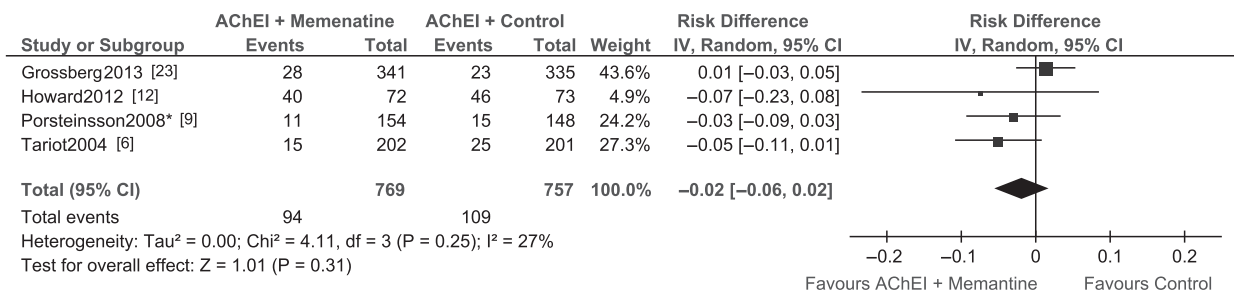 AChEI + Memenatine AChEI + Control Risk Difference Risk Difference
Study or Subgroup Events Total Events Total Weight IV, Random, 95% CI IV, Random, 95% CI
Grossberg2013 [23] 28 341 23 335 43.6% 0.01 [–0.03, 0.05]
Howard2012 [12] 40 72 46 73 4.9% –0.07 [–0.23, 0.08]
Porsteinsson2008* [9] 11 154 15 148 24.2% –0.03 [–0.09, 0.03]
Tariot2004 [6] 15 202 25 201 27.3% –0.05 [–0.11, 0.01]
Total (95% CI) 769 757 100.0% –0.02 [–0.06, 0.02]
Total events 94 109
Heterogeneity: Tau² = 0.00; Chi² = 4.11, df = 3 (P = 0.25); I² = 27%
Test for overall effect: Z = 1.01 (P = 0.31)
–0.2 –0.1 0 0.1 0.2
Favours AChEI + Memantine Favours Control